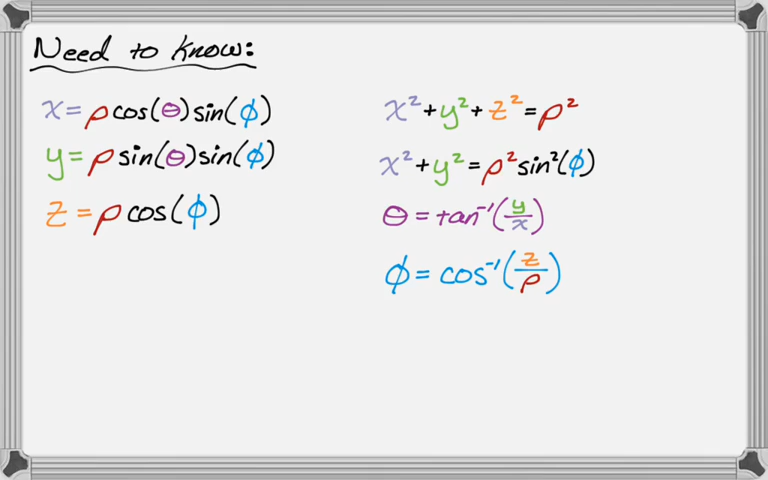 Need to Know:
x = ρcos(θ)sin(ϕ)
y = ρsin(θ)sin(ϕ)
z = ρcos(ϕ)
x² + y² + z² = ρ²
x² + y² = ρ²sin²(ϕ)
θ = tan⁻¹(y/x)
ϕ = cos⁻¹(z/ρ)